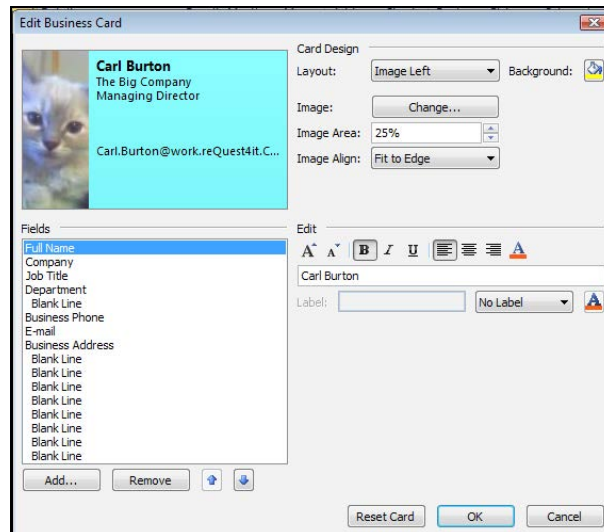 Edit Business Card
Carl Burton
The Big Company
Managing Director
Carl.Burton@work.reQuest4it.C...
Card Design
Layout: Image Left Background:
Image: Change...
Image Area: 25%
Image Align: Fit to Edge
Fields
Full Name
Company
Job Title
Department
Blank Line
Business Phone
E-mail
Business Address
Blank Line
Blank Line
Blank Line
Blank Line
Blank Line
Blank Line
Blank Line
Blank Line
Add... Remove
Edit
A A B I U A
Carl Burton
Label: No Label A
Reset Card OK Cancel